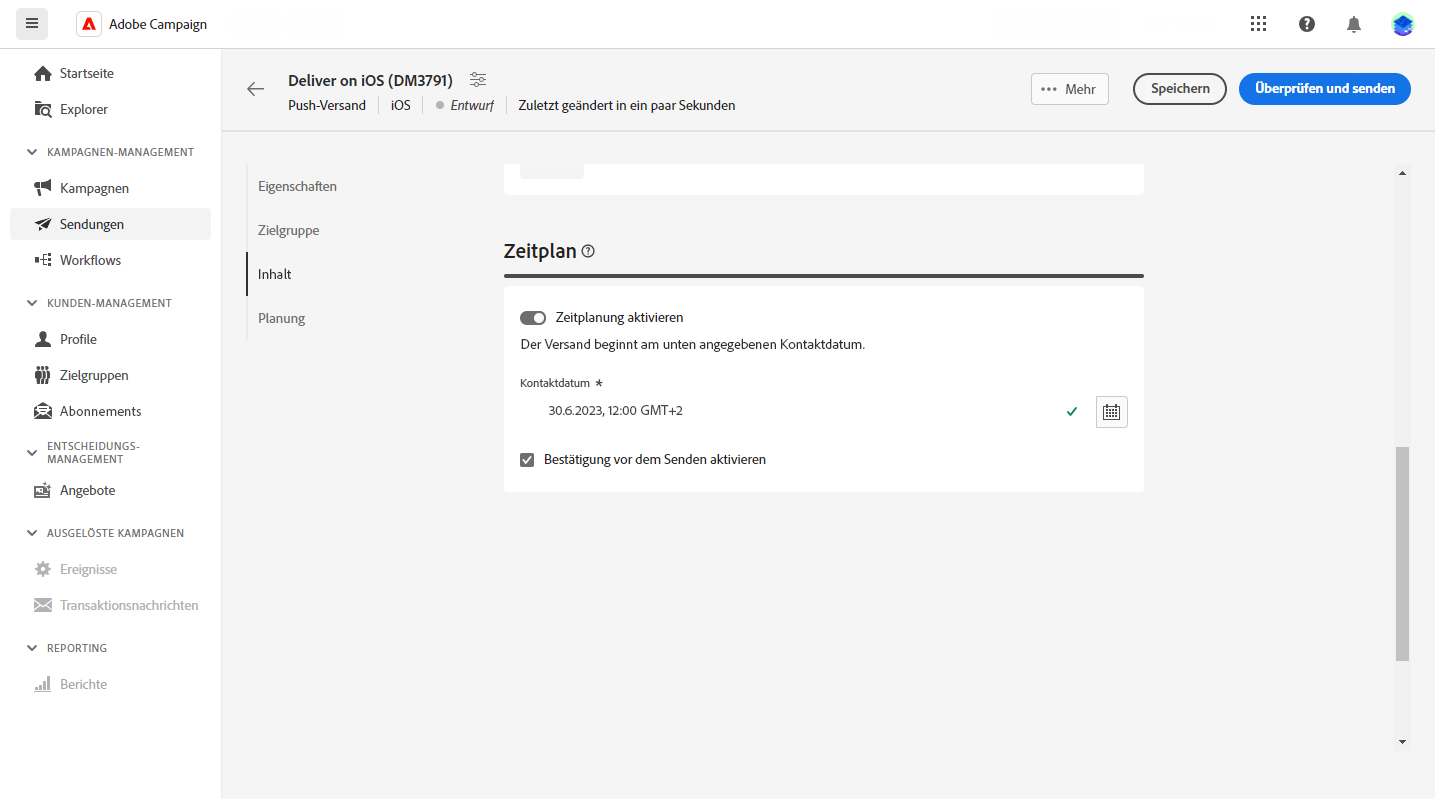 Adobe Campaign
Startseite
Explorer
KAMPAGNEN-MANAGEMENT
Kampagnen
Sendungen
Workflows
KUNDEN-MANAGEMENT
Profile
Zielgruppen
Abonnements
ENTSCHEIDUNGS-
MANAGEMENT
Angebote
AUSGELÖSTE KAMPAGNEN
Ereignisse
Transaktionsnachrichten
REPORTING
Berichte
Deliver on iOS (DM3791)
Push-Versand iOS Entwurf Zuletzt geändert in ein paar Sekunden
Mehr
Speichern
Überprüfen und senden
Eigenschaften
Zielgruppe
Inhalt
Planung
Zeitplan
Zeitplanung aktivieren
Der Versand beginnt am unten angegebenen Kontaktdatum.
Kontaktdatum *
30.6.2023, 12:00 GMT+2
Bestätigung vor dem Senden aktivieren